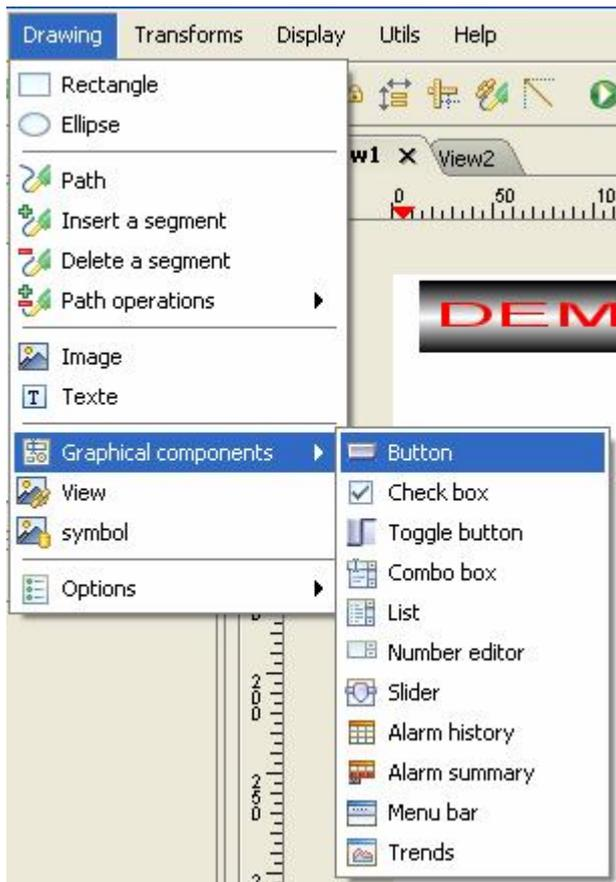 Drawing Transforms Display Utils Help
Rectangle
Ellipse
View2
0 50
Path
Insert a segment
Delete a segment
Path operations
DEM
Image
Texte
Graphical components
View
symbol
Options
Button
Check box
Toggle button
Combo box
List
Number editor
Slider
Alarm history
Alarm summary
Menu bar
Trends
200
250